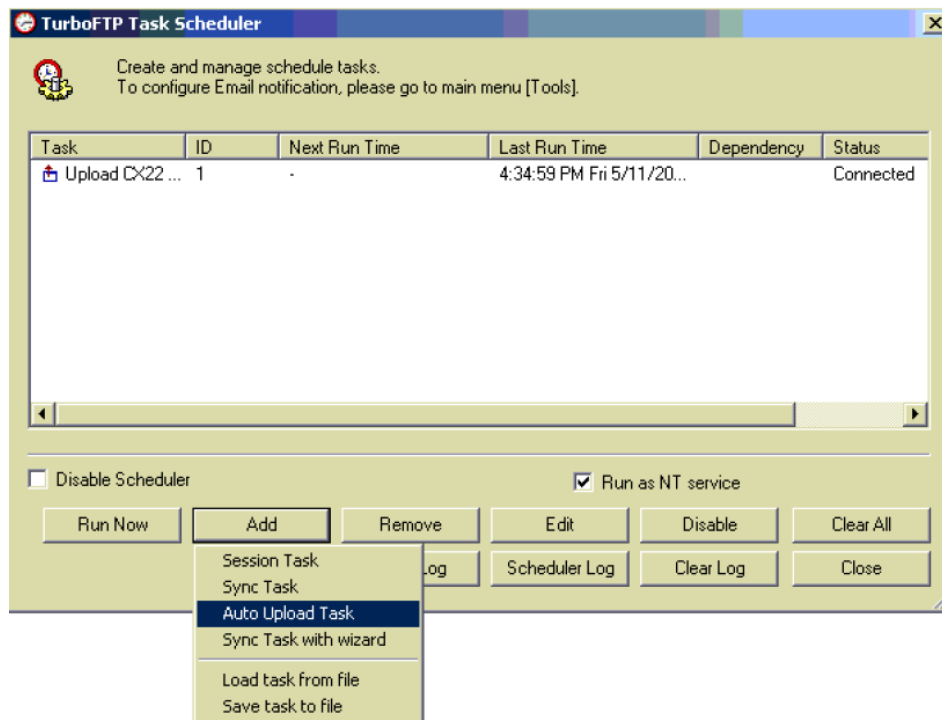 TurboFTP Task Scheduler
Create and manage schedule tasks.
To configure Email notification, please go to main menu [Tools].
Task ID Next Run Time Last Run Time Dependency Status
Upload CX22 ... 1 - 4:34:59 PM Fri 5/11/20... Connected
Disable Scheduler Run as NT service
Run Now Add Remove Edit Disable Clear All
Session Task Log Scheduler Log Clear Log Close
Sync Task
Auto Upload Task
Sync Task with wizard
Load task from file
Save task to file